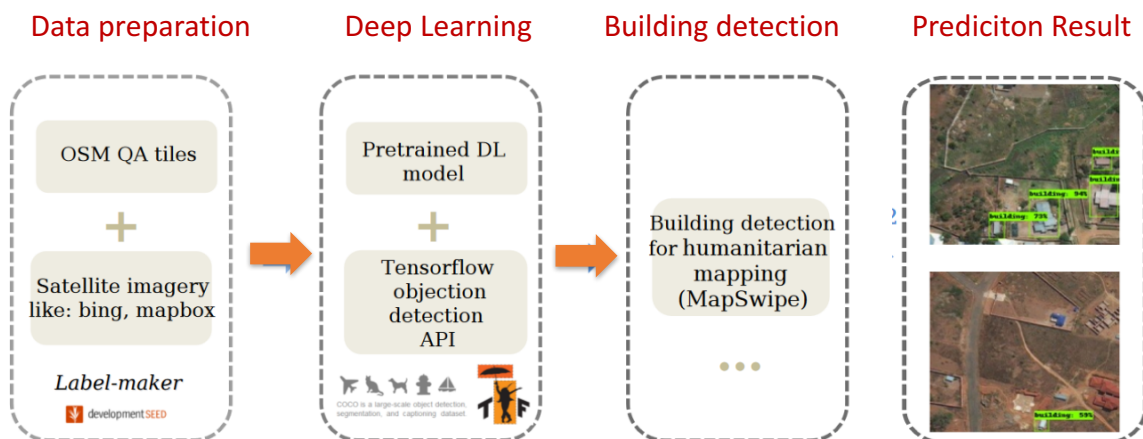 Data preparation
Deep Learning
Building detection
Prediciton Result
OSM QA tiles
+
Satellite imagery
like: bing, mapbox
Label-maker
developmentSEED
Pretrained DL
model
+
Tensorflow
objection
detection
API
COCO is a large-scale object detection,
segmentation, and captioning dataset.
T F
Building detection
for humanitarian
mapping
(MapSwipe)
...
building: 94%
building: 73%
building: 59%